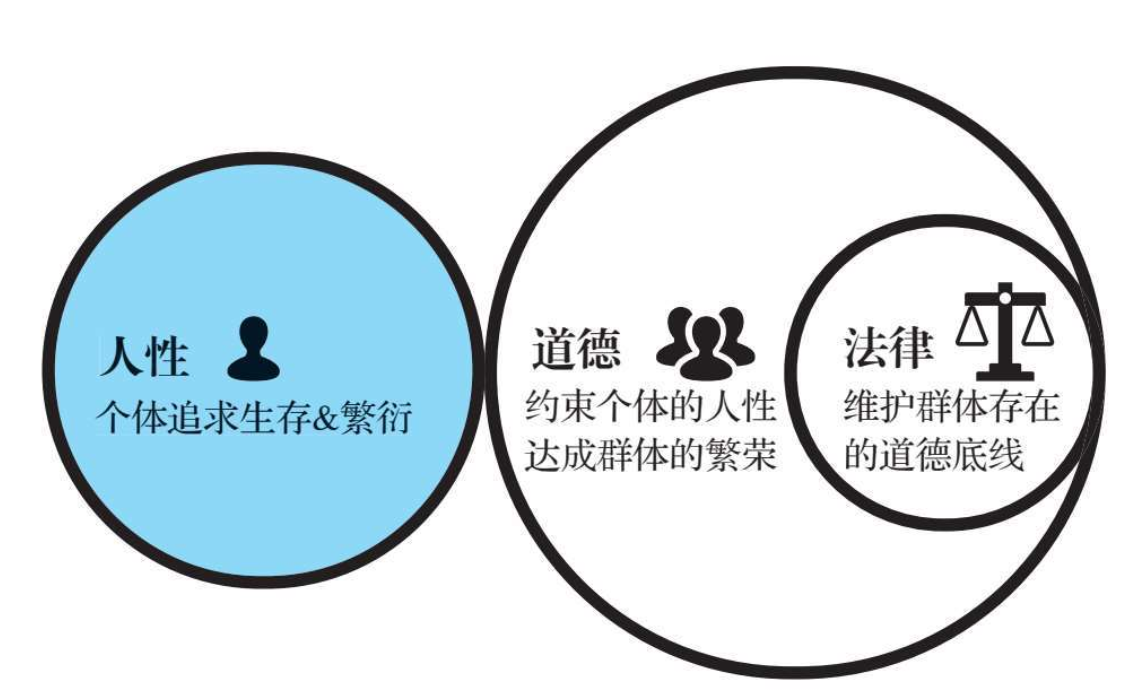 人性
个体追求生存&繁衍
道德
约束个体的人性
达成群体的繁荣
法律
维护群体存在
的道德底线